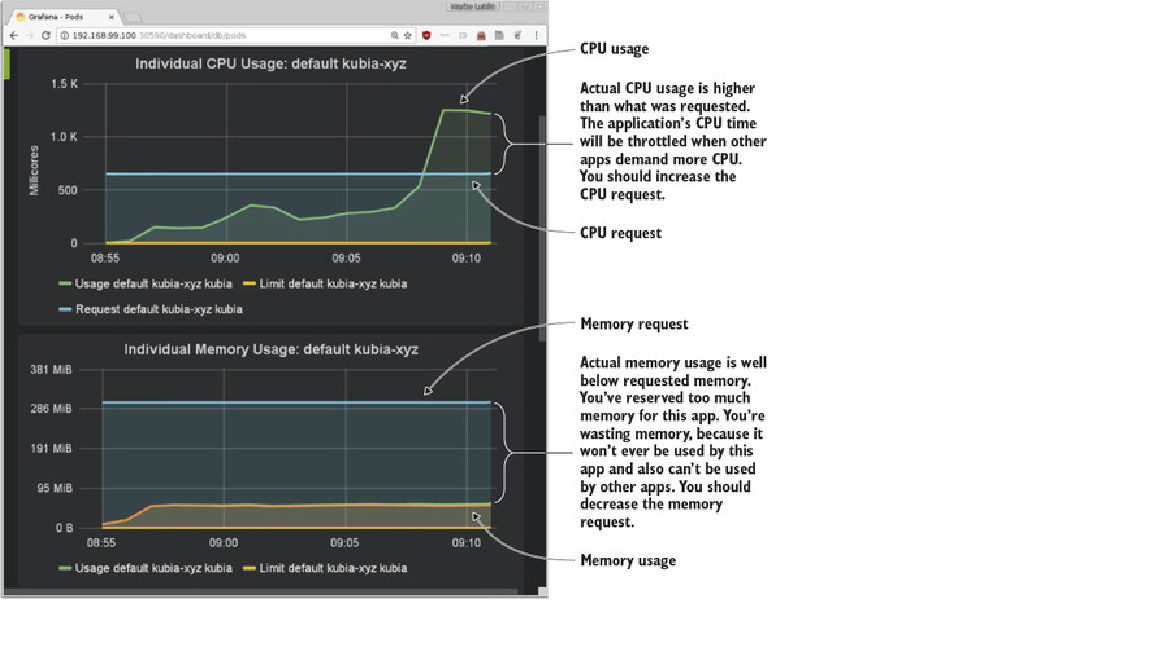 Grafana - Pods
192.168.99.100:30590/dashboard/db/pods
Individual CPU Usage: default kubia-xyz
1.5 K
1.0 K
500
0
Millicores
08:55
09:00
09:05
09:10
Usage default kubia-xyz kubia
Limit default kubia-xyz kubia
Request default kubia-xyz kubia
Individual Memory Usage: default kubia-xyz
381 MiB
286 MiB
191 MiB
95 MiB
0 B
08:55
09:00
09:05
09:10
Usage default kubia-xyz kubia
Limit default kubia-xyz kubia
CPU usage
Actual CPU usage is higher
than what was requested.
The application's CPU time
will be throttled when other
apps demand more CPU.
You should increase the
CPU request.
CPU request
Memory request
Actual memory usage is well
below requested memory.
You've reserved too much
memory for this app. You're
wasting memory, because it
won't ever be used by this
app and also can't be used
by other apps. You should
decrease the memory
request.
Memory usage